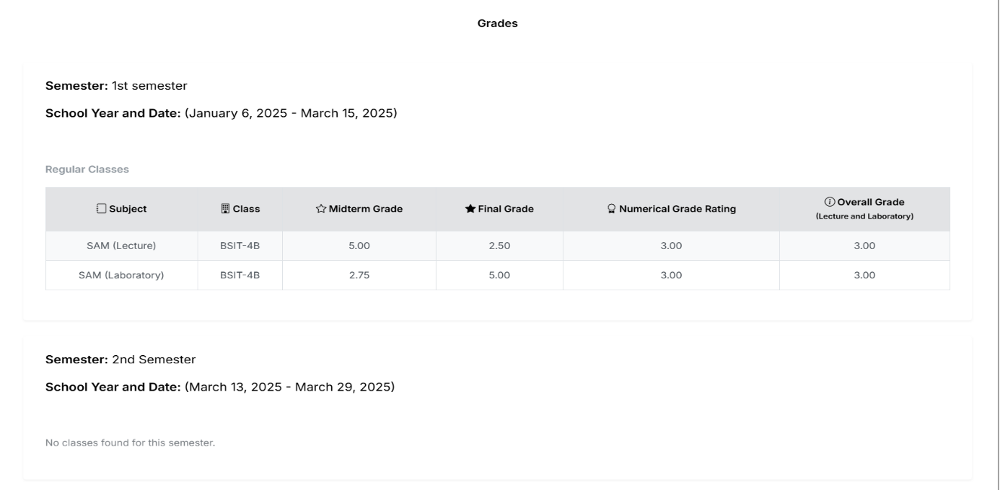 Grades
Semester: 1st semester
School Year and Date: (January 6, 2025 - March 15, 2025)
Regular Classes
Subject Class Midterm Grade Final Grade Numerical Grade Rating Overall Grade (Lecture and Laboratory)
SAM (Lecture) BSIT-4B 5.00 2.50 3.00 3.00
SAM (Laboratory) BSIT-4B 2.75 5.00 3.00 3.00
Semester: 2nd Semester
School Year and Date: (March 13, 2025 - March 29, 2025)
No classes found for this semester.